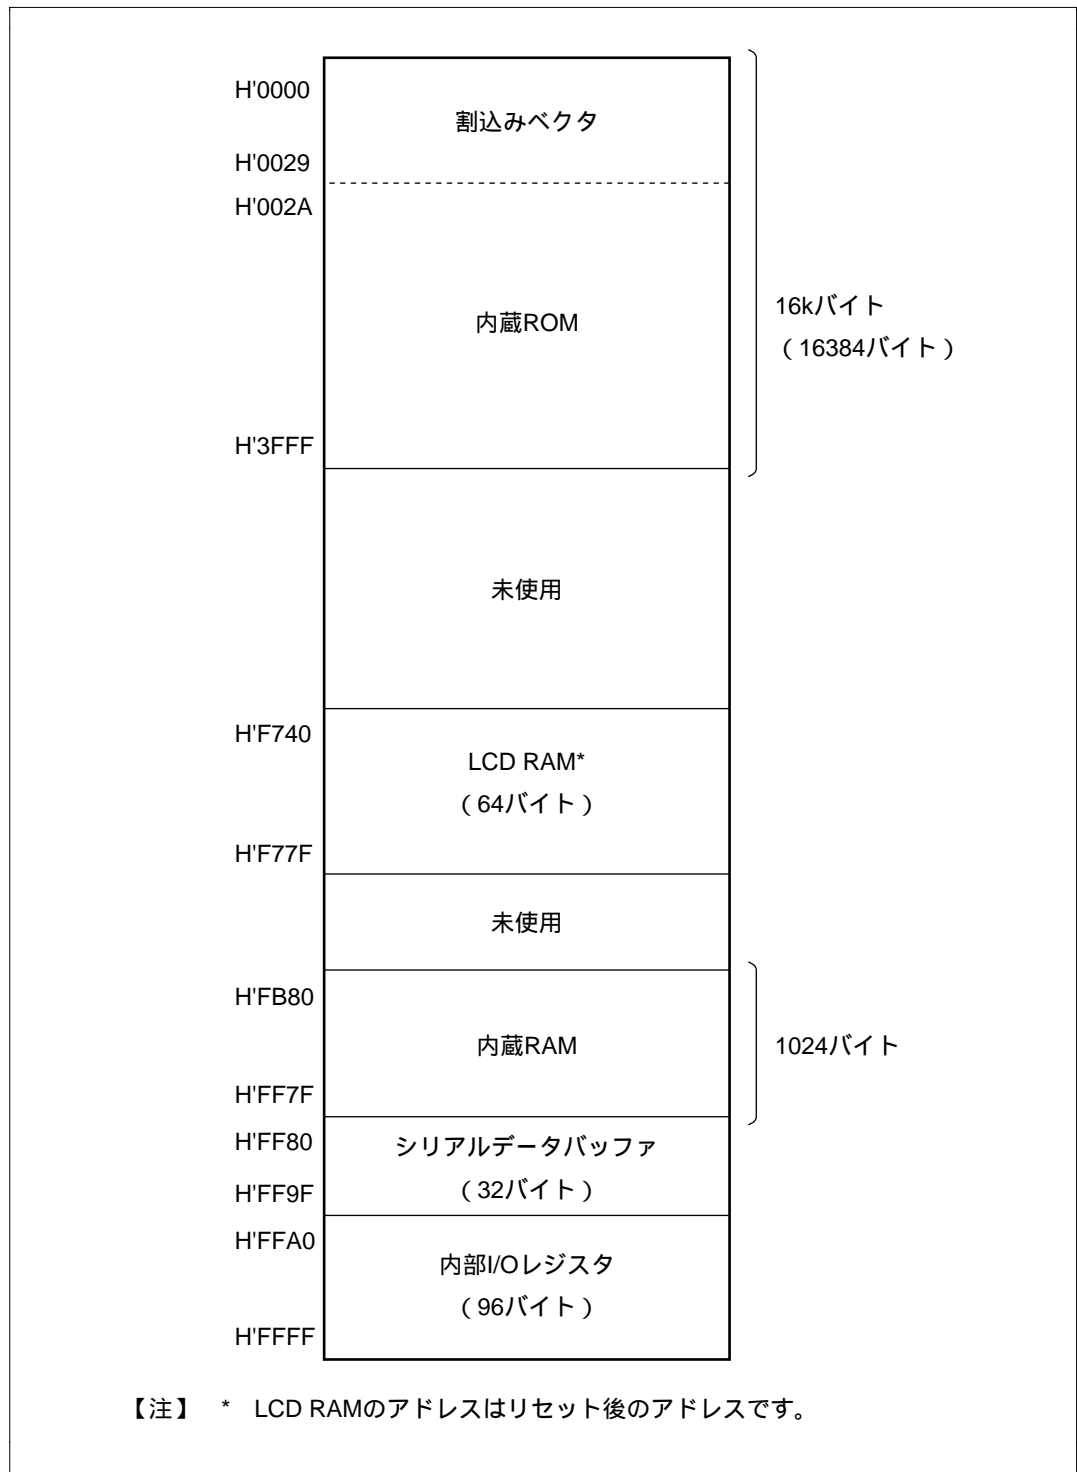 H'0000
割込みベクタ
H'0029
H'002A
内蔵ROM
16kバイト
（16384バイト）
H'3FFF
未使用
H'F740
LCD RAM*
（64バイト）
H'F77F
未使用
H'FB80
内蔵RAM
1024バイト
H'FF7F
H'FF80
シリアルデータバッファ
（32バイト）
H'FF9F
H'FFA0
内部I/Oレジスタ
（96バイト）
H'FFFF
【注】 * LCD RAMのアドレスはリセット後のアドレスです。